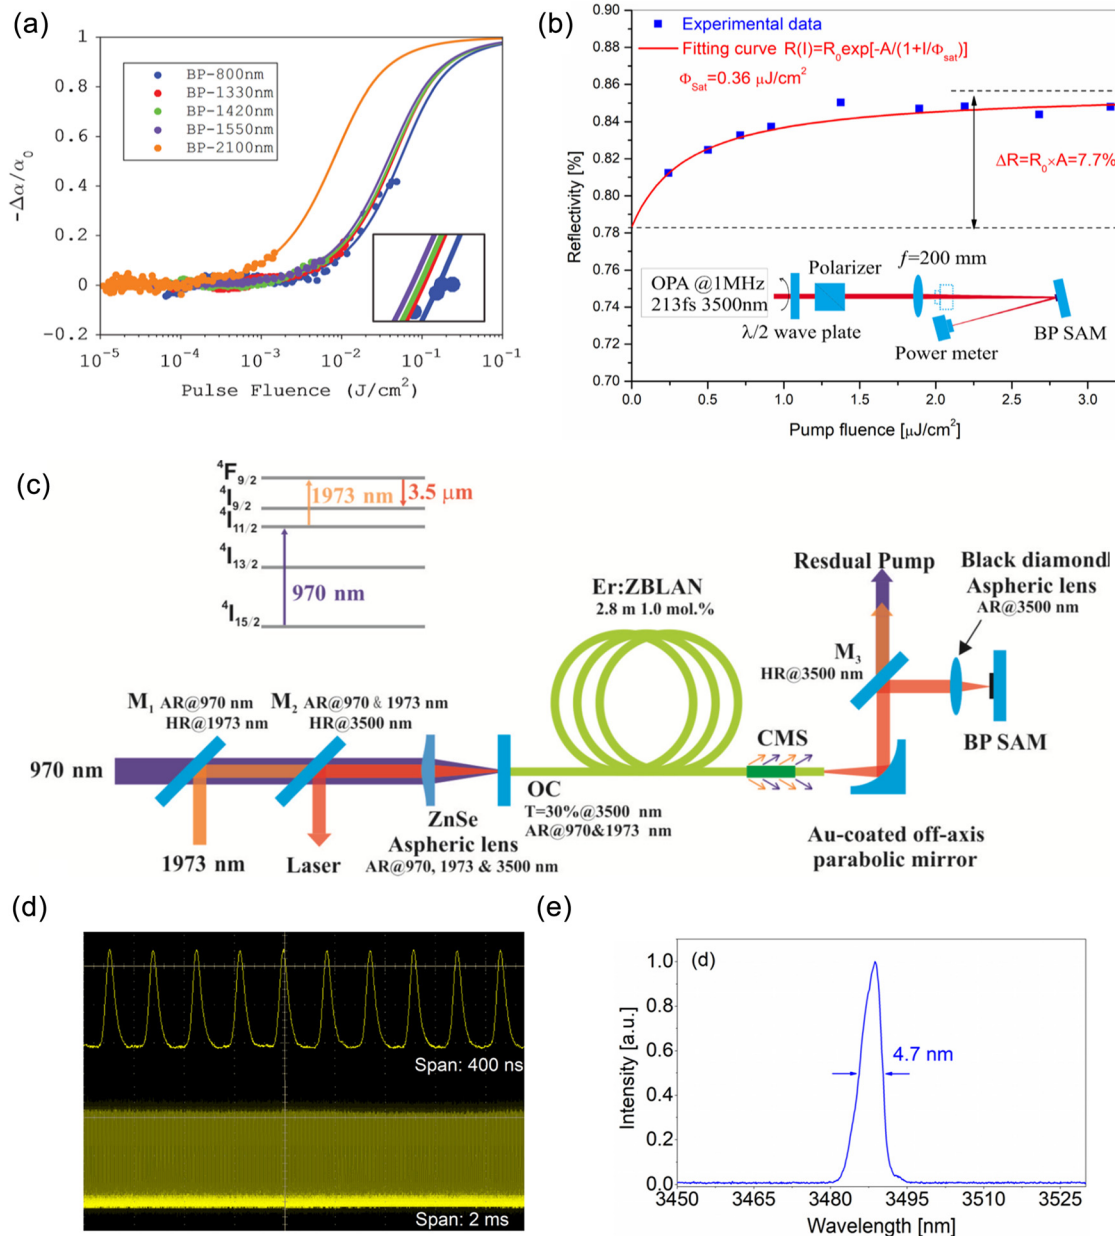 (a)
BP-800nm
BP-1330nm
BP-1420nm
BP-1550nm
BP-2100nm
-Δα/α₀
1
0.8
0.6
0.4
0.2
0
-0.2
10⁻⁵
10⁻⁴
10⁻³
10⁻²
10⁻¹
10⁻¹
Pulse Fluence (J/cm²)
(b)
Experimental data
Fitting curve R(I)=R₀exp[-A/(1+I/Φsat)]
ΦSat=0.36 μJ/cm²
ΔR=R₀×A=7.7%
Reflectivity [%]
0.90
0.88
0.86
0.84
0.82
0.80
0.78
0.76
0.74
0.72
0.70
OPA @1MHz
213fs 3500nm
Polarizer
f=200 mm
λ/2 wave plate
Power meter
BP SAM
0.0
0.5
1.0
1.5
2.0
2.5
3.0
Pump fluence [μJ/cm²]
(c)
⁴F9/2
⁴I9/2
⁴I11/2
⁴I13/2
⁴I15/2
1973 nm
3.5 μm
970 nm
Er:ZBLAN
2.8 m 1.0 mol.%
Resdual Pump
Black diamond
Aspheric lens
AR@3500 nm
M₃
HR@3500 nm
BP SAM
M₁ AR@970 nm
HR@1973 nm
M₂ AR@970 & 1973 nm
HR@3500 nm
970 nm
1973 nm
Laser
ZnSe
Aspheric lens
AR@970, 1973 & 3500 nm
OC
T=30%@3500 nm
AR@970&1973 nm
CMS
Au-coated off-axis
parabolic mirror
(d)
Span: 400 ns
Span: 2 ms
(e)
(d)
4.7 nm
Intensity [a.u.]
1.0
0.8
0.6
0.4
0.2
0.0
3450
3465
3480
3495
3510
3525
Wavelength [nm]